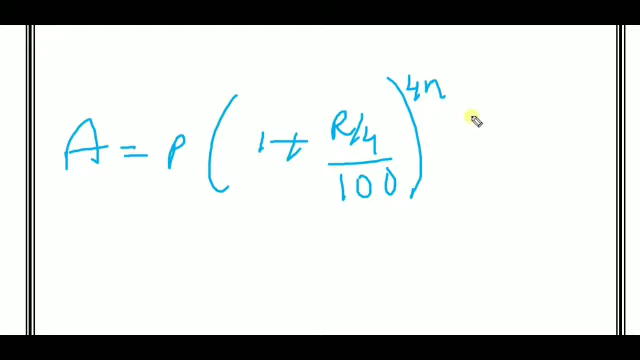 A = P ( 1 + R/4 / 100 )^4n